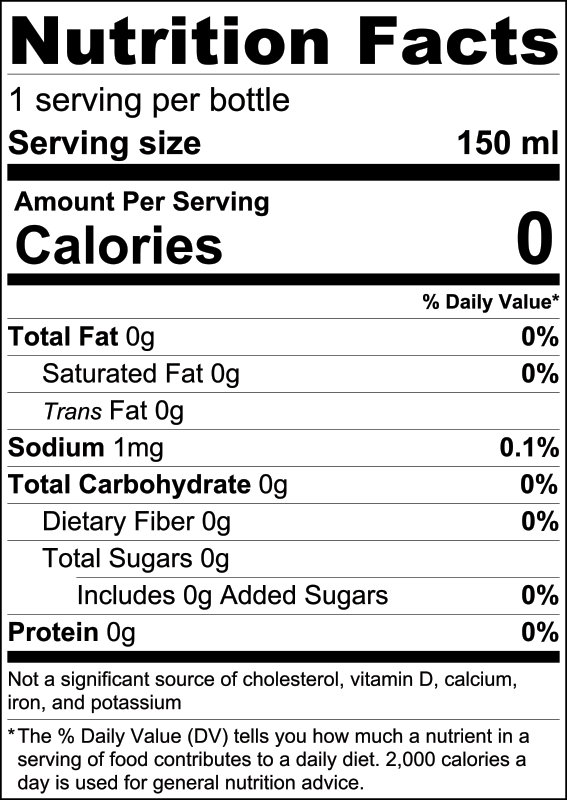 Nutrition Facts
1 serving per bottle
Serving size 150 ml
Amount Per Serving
Calories 0
% Daily Value*
Total Fat 0g 0%
Saturated Fat 0g 0%
Trans Fat 0g
Sodium 1mg 0.1%
Total Carbohydrate 0g 0%
Dietary Fiber 0g 0%
Total Sugars 0g
Includes 0g Added Sugars 0%
Protein 0g 0%
Not a significant source of cholesterol, vitamin D, calcium,
iron, and potassium
*The % Daily Value (DV) tells you how much a nutrient in a
serving of food contributes to a daily diet. 2,000 calories a
day is used for general nutrition advice.